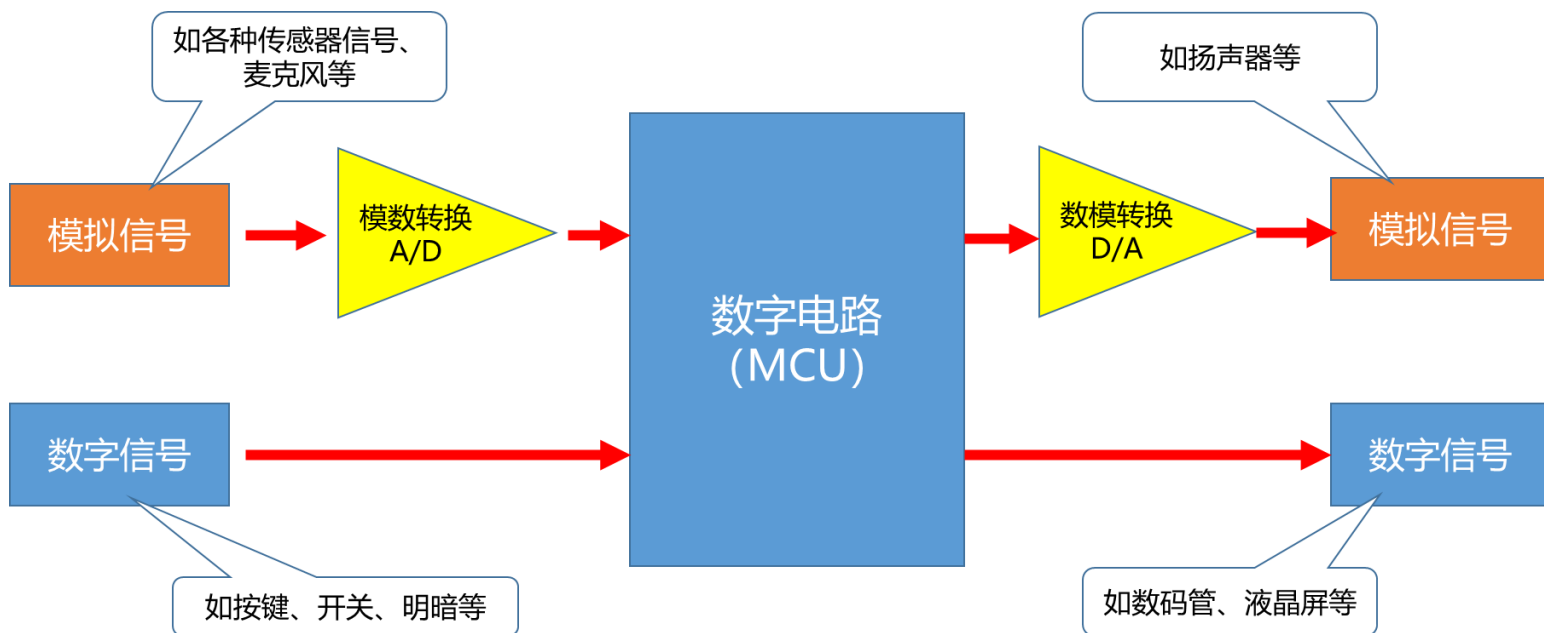 如各种传感器信号、
麦克风等
如扬声器等
模拟信号
模数转换
A/D
数字电路
（MCU）
数模转换
D/A
模拟信号
数字信号
数字信号
如按键、开关、明暗等
如数码管、液晶屏等